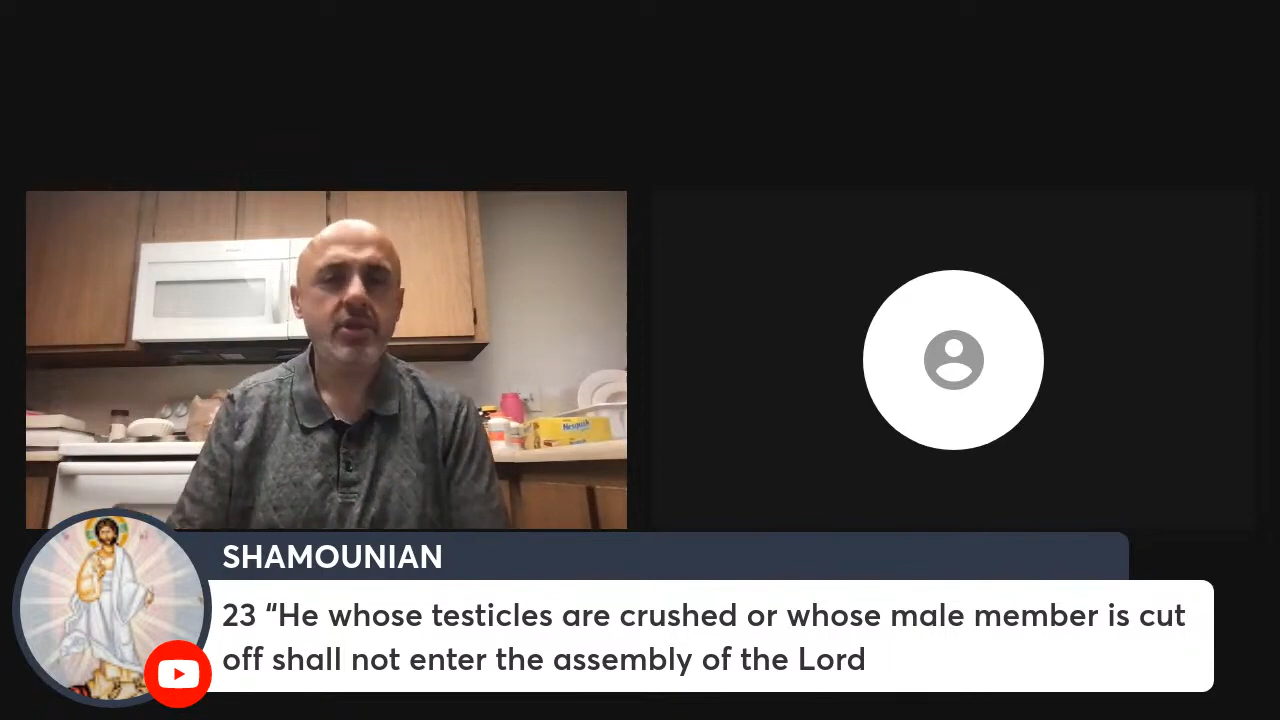 Nesquik
SHAMOUNIAN
23 “He whose testicles are crushed or whose male member is cut
off shall not enter the assembly of the Lord